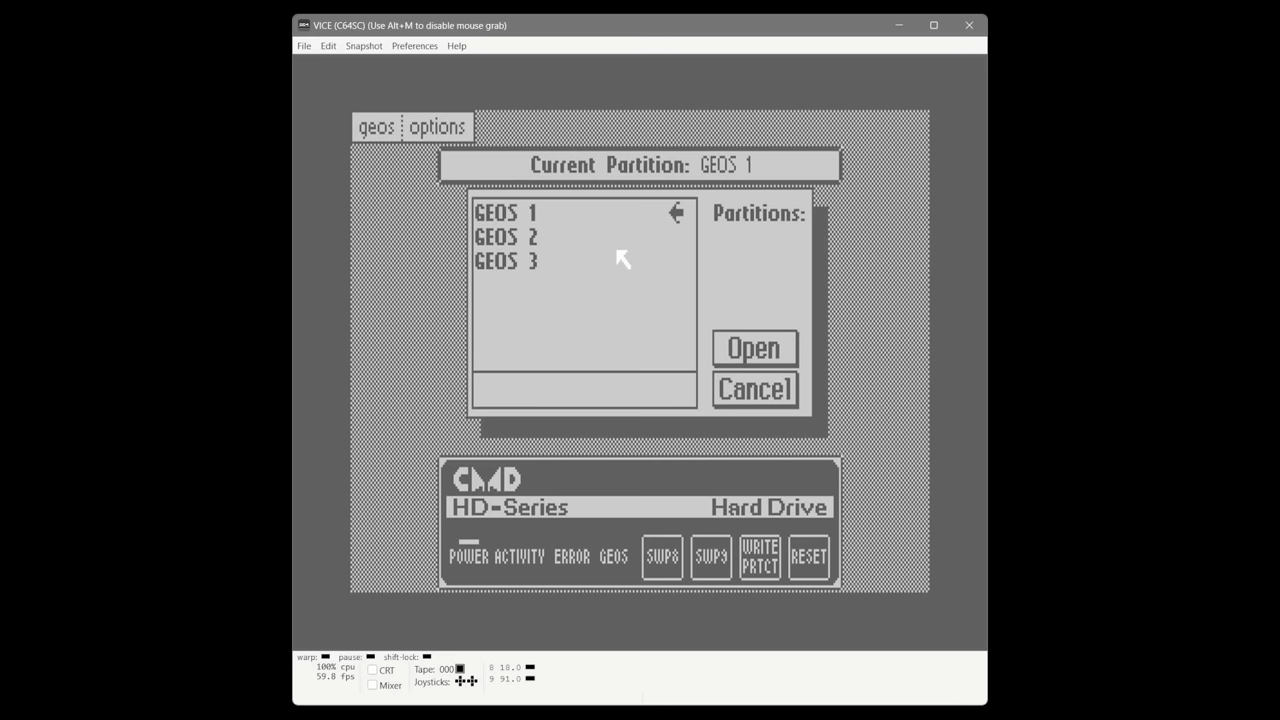 VICE (C64SC) (Use Alt+M to disable mouse grab)
File Edit Snapshot Preferences Help
geos options
Current Partition: GEOS 1
GEOS 1
GEOS 2
GEOS 3
Partitions:
Open
Cancel
CMD
HD-Series Hard Drive
POWER ACTIVITY ERROR GEOS SWP8 SWP9 WRITE PRTCT RESET
warp: pause: shift-lock:
100% cpu
59.8 fps
CRT
Mixer
Tape: 000
Joysticks:
8 18.0
9 91.0